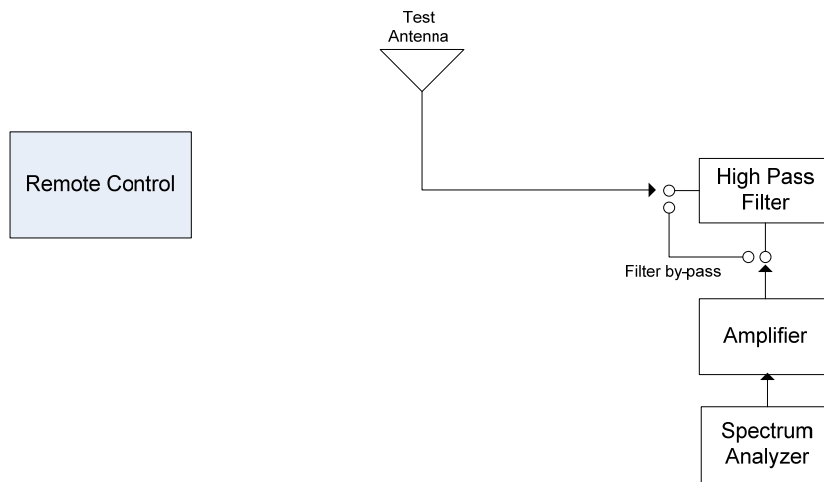 Test
Antenna
Remote Control
High Pass
Filter
Filter by-pass
Amplifier
Spectrum
Analyzer